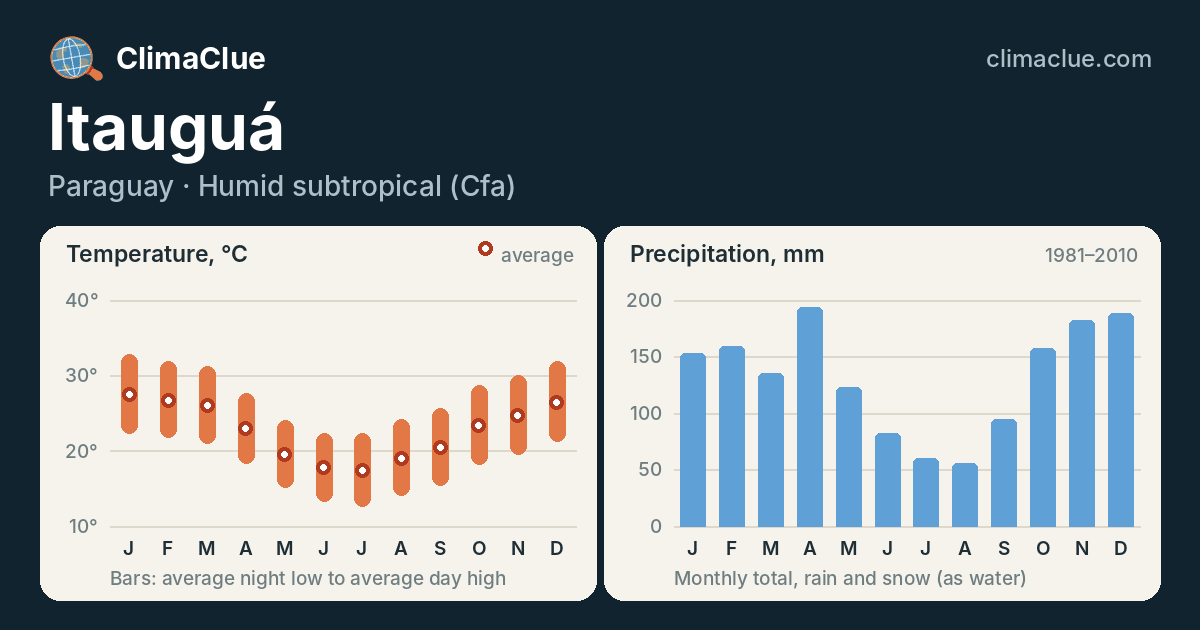 ClimaClue
climaclue.com
Itauguá
Paraguay · Humid subtropical (Cfa)
Temperature, °C
average
40°
30°
20°
10°
J F M A M J J A S O N D
Bars: average night low to average day high
Precipitation, mm
1981–2010
200
150
100
50
0
J F M A M J J A S O N D
Monthly total, rain and snow (as water)